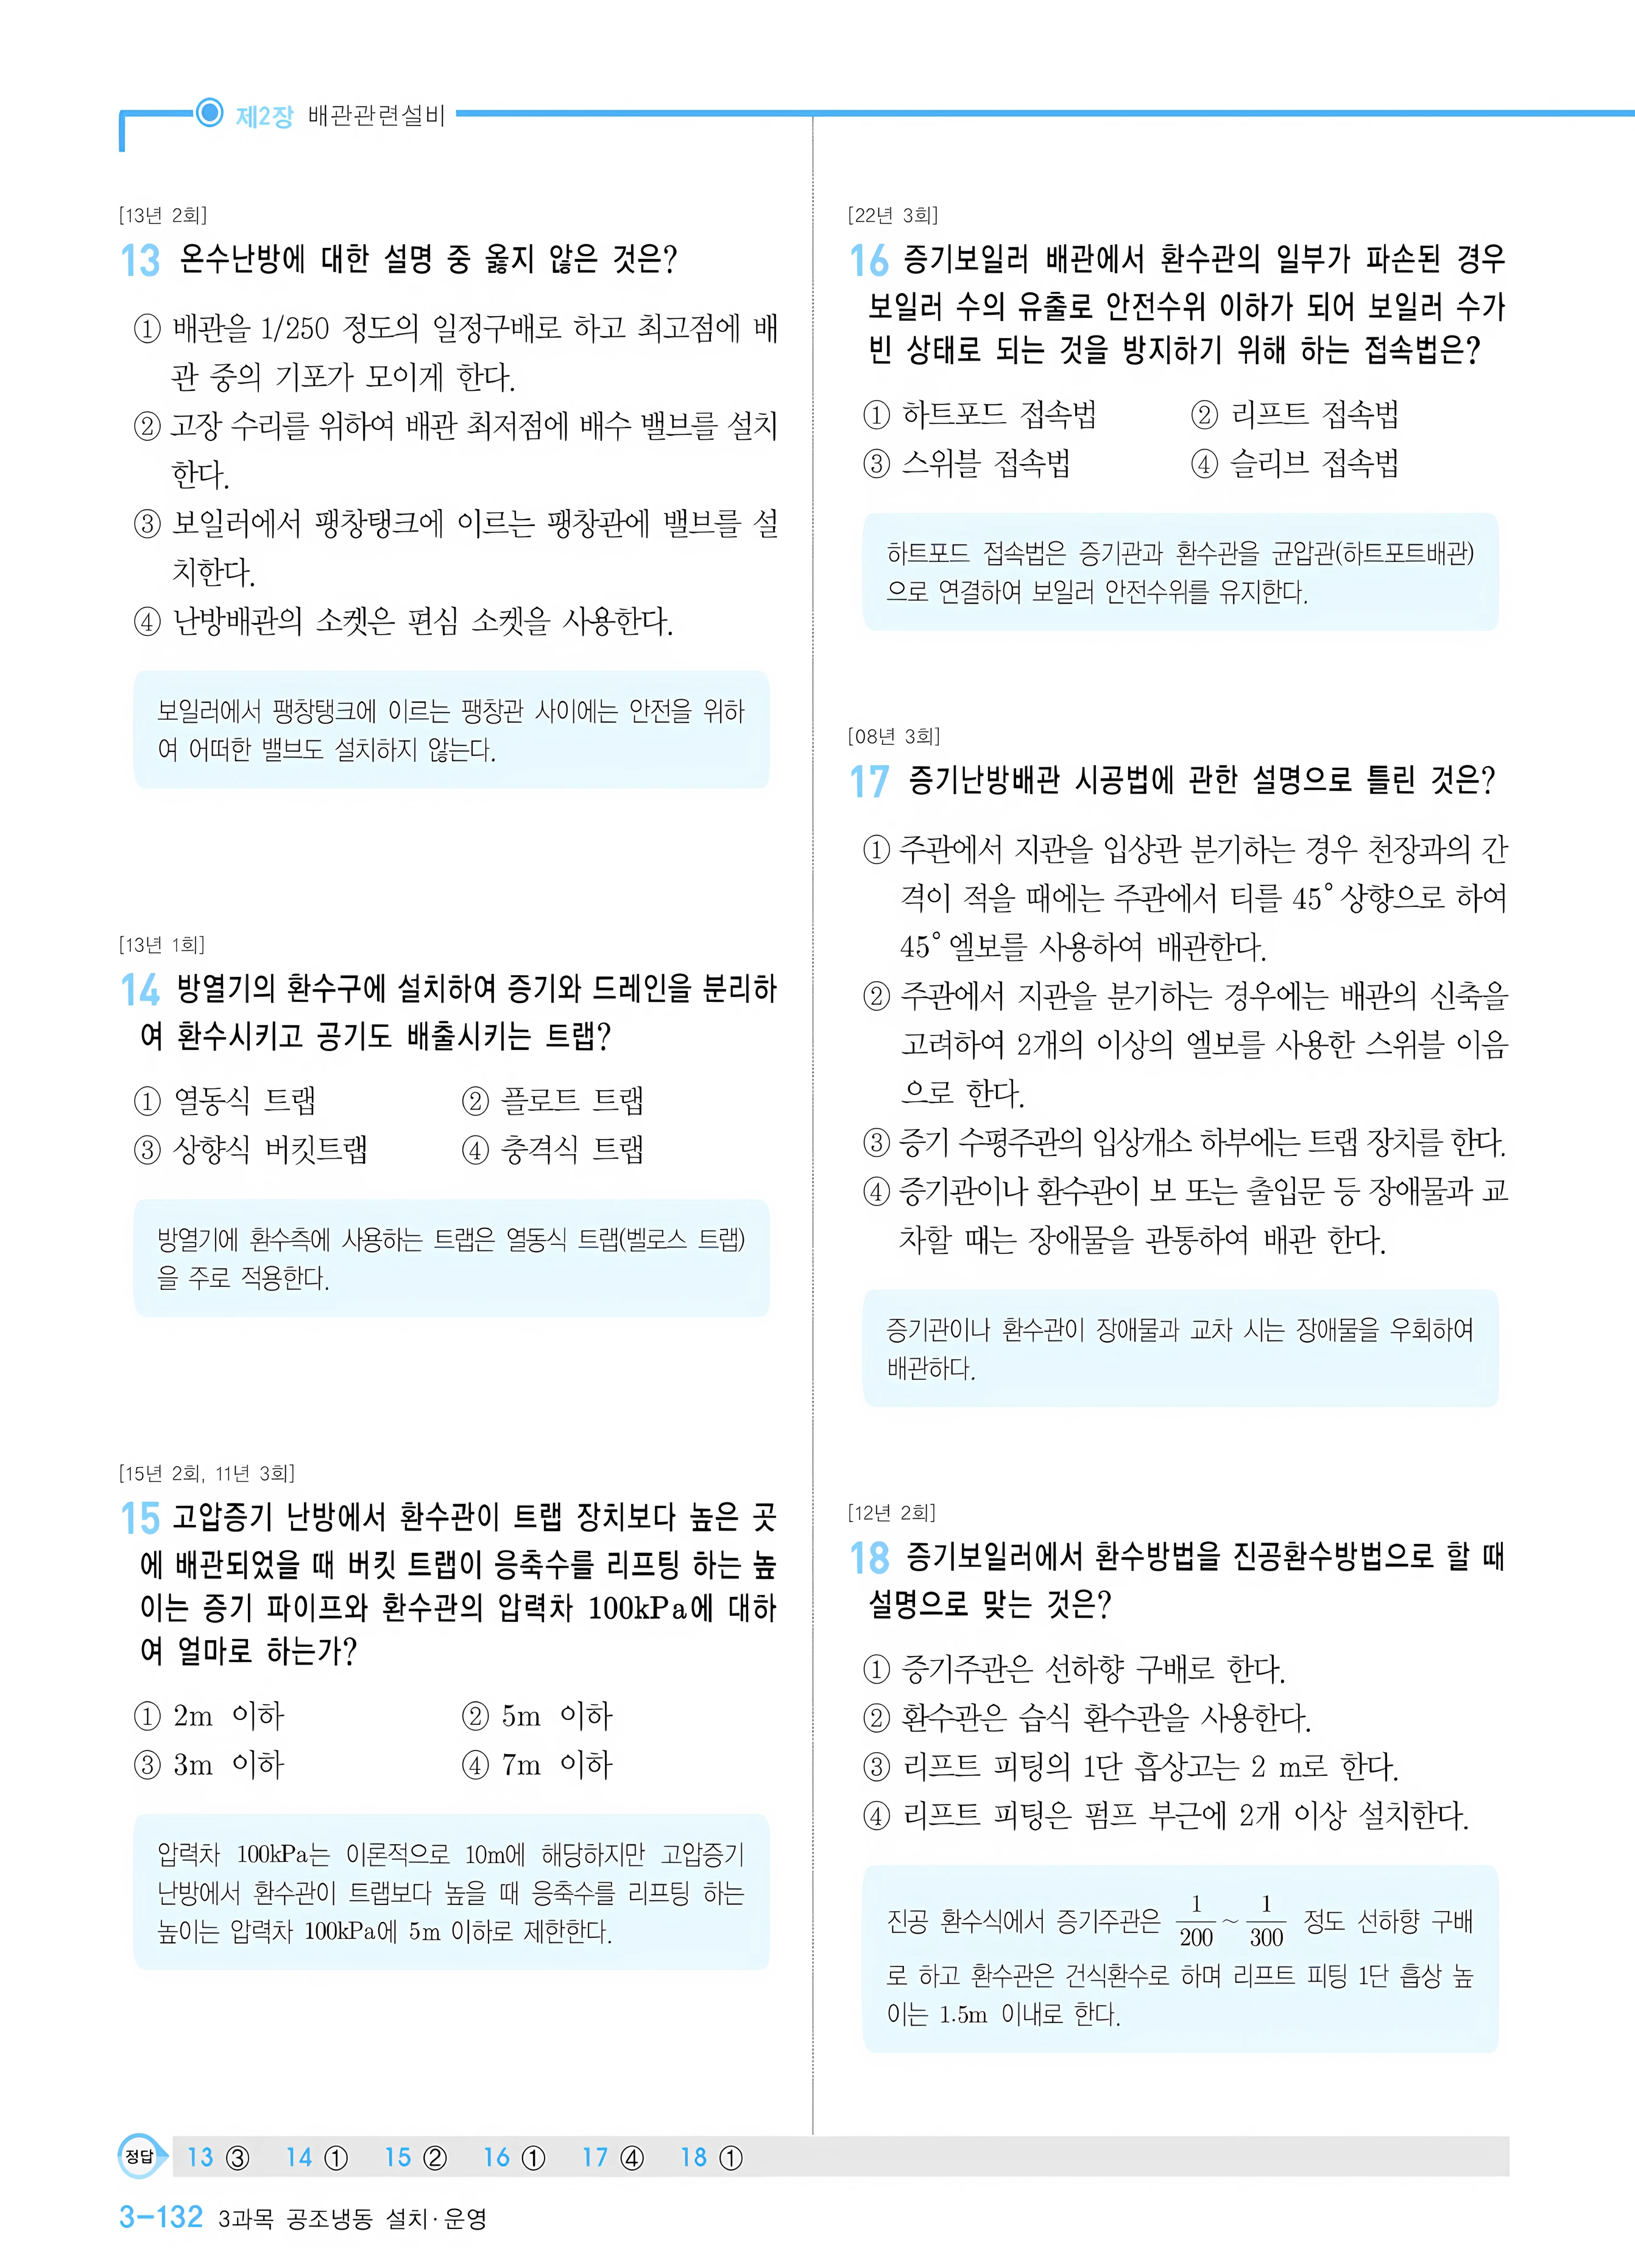 제2장 배관관련설비
[13년 2회]
13 온수난방에 대한 설명 중 옳지 않은 것은?
① 배관을 1/250 정도의 일정구배로 하고 최고점에 배
관 중의 기포가 모이게 한다.
② 고장 수리를 위하여 배관 최저점에 배수 밸브를 설치
한다.
③ 보일러에서 팽창탱크에 이르는 팽창관에 밸브를 설
치한다.
④ 난방배관의 소켓은 편심 소켓을 사용한다.
보일러에서 팽창탱크에 이르는 팽창관 사이에는 안전을 위하
여 어떠한 밸브도 설치하지 않는다.
[13년 1회]
14 방열기의 환수구에 설치하여 증기와 드레인을 분리하
여 환수시키고 공기도 배출시키는 트랩?
① 열동식 트랩 ② 플로트 트랩
③ 상향식 버킷트랩 ④ 충격식 트랩
방열기에 환수측에 사용하는 트랩은 열동식 트랩(벨로스 트랩)
을 주로 적용한다.
[15년 2회, 11년 3회]
15 고압증기 난방에서 환수관이 트랩 장치보다 높은 곳
에 배관되었을 때 버킷 트랩이 응축수를 리프팅 하는 높
이는 증기 파이프와 환수관의 압력차 100kPa에 대하
여 얼마로 하는가?
① 2m 이하 ② 5m 이하
③ 3m 이하 ④ 7m 이하
압력차 100kPa는 이론적으로 10m에 해당하지만 고압증기
난방에서 환수관이 트랩보다 높을 때 응축수를 리프팅 하는
높이는 압력차 100kPa에 5m 이하로 제한한다.
[22년 3회]
16 증기보일러 배관에서 환수관의 일부가 파손된 경우
보일러 수의 유출로 안전수위 이하가 되어 보일러 수가
빈 상태로 되는 것을 방지하기 위해 하는 접속법은?
① 하트포드 접속법 ② 리프트 접속법
③ 스위블 접속법 ④ 슬리브 접속법
하트포드 접속법은 증기관과 환수관을 균압관(하트포트배관)
으로 연결하여 보일러 안전수위를 유지한다.
[08년 3회]
17 증기난방배관 시공법에 관한 설명으로 틀린 것은?
① 주관에서 지관을 입상관 분기하는 경우 천장과의 간
격이 적을 때에는 주관에서 티를 45° 상향으로 하여
45° 엘보를 사용하여 배관한다.
② 주관에서 지관을 분기하는 경우에는 배관의 신축을
고려하여 2개의 이상의 엘보를 사용한 스위블 이음
으로 한다.
③ 증기 수평주관의 입상개소 하부에는 트랩 장치를 한다.
④ 증기관이나 환수관이 보 또는 출입문 등 장애물과 교
차할 때는 장애물을 관통하여 배관 한다.
증기관이나 환수관이 장애물과 교차 시는 장애물을 우회하여
배관하다.
[12년 2회]
18 증기보일러에서 환수방법을 진공환수방법으로 할 때
설명으로 맞는 것은?
① 증기주관은 선하향 구배로 한다.
② 환수관은 습식 환수관을 사용한다.
③ 리프트 피팅의 1단 흡상고는 2 m로 한다.
④ 리프트 피팅은 펌프 부근에 2개 이상 설치한다.
진공 환수식에서 증기주관은 1/200 ~ 1/300 정도 선하향 구배
로 하고 환수관은 건식환수로 하며 리프트 피팅 1단 흡상 높
이는 1.5m 이내로 한다.
정답 13 ③ 14 ① 15 ② 16 ① 17 ④ 18 ①
3-132 3과목 공조냉동 설치·운영